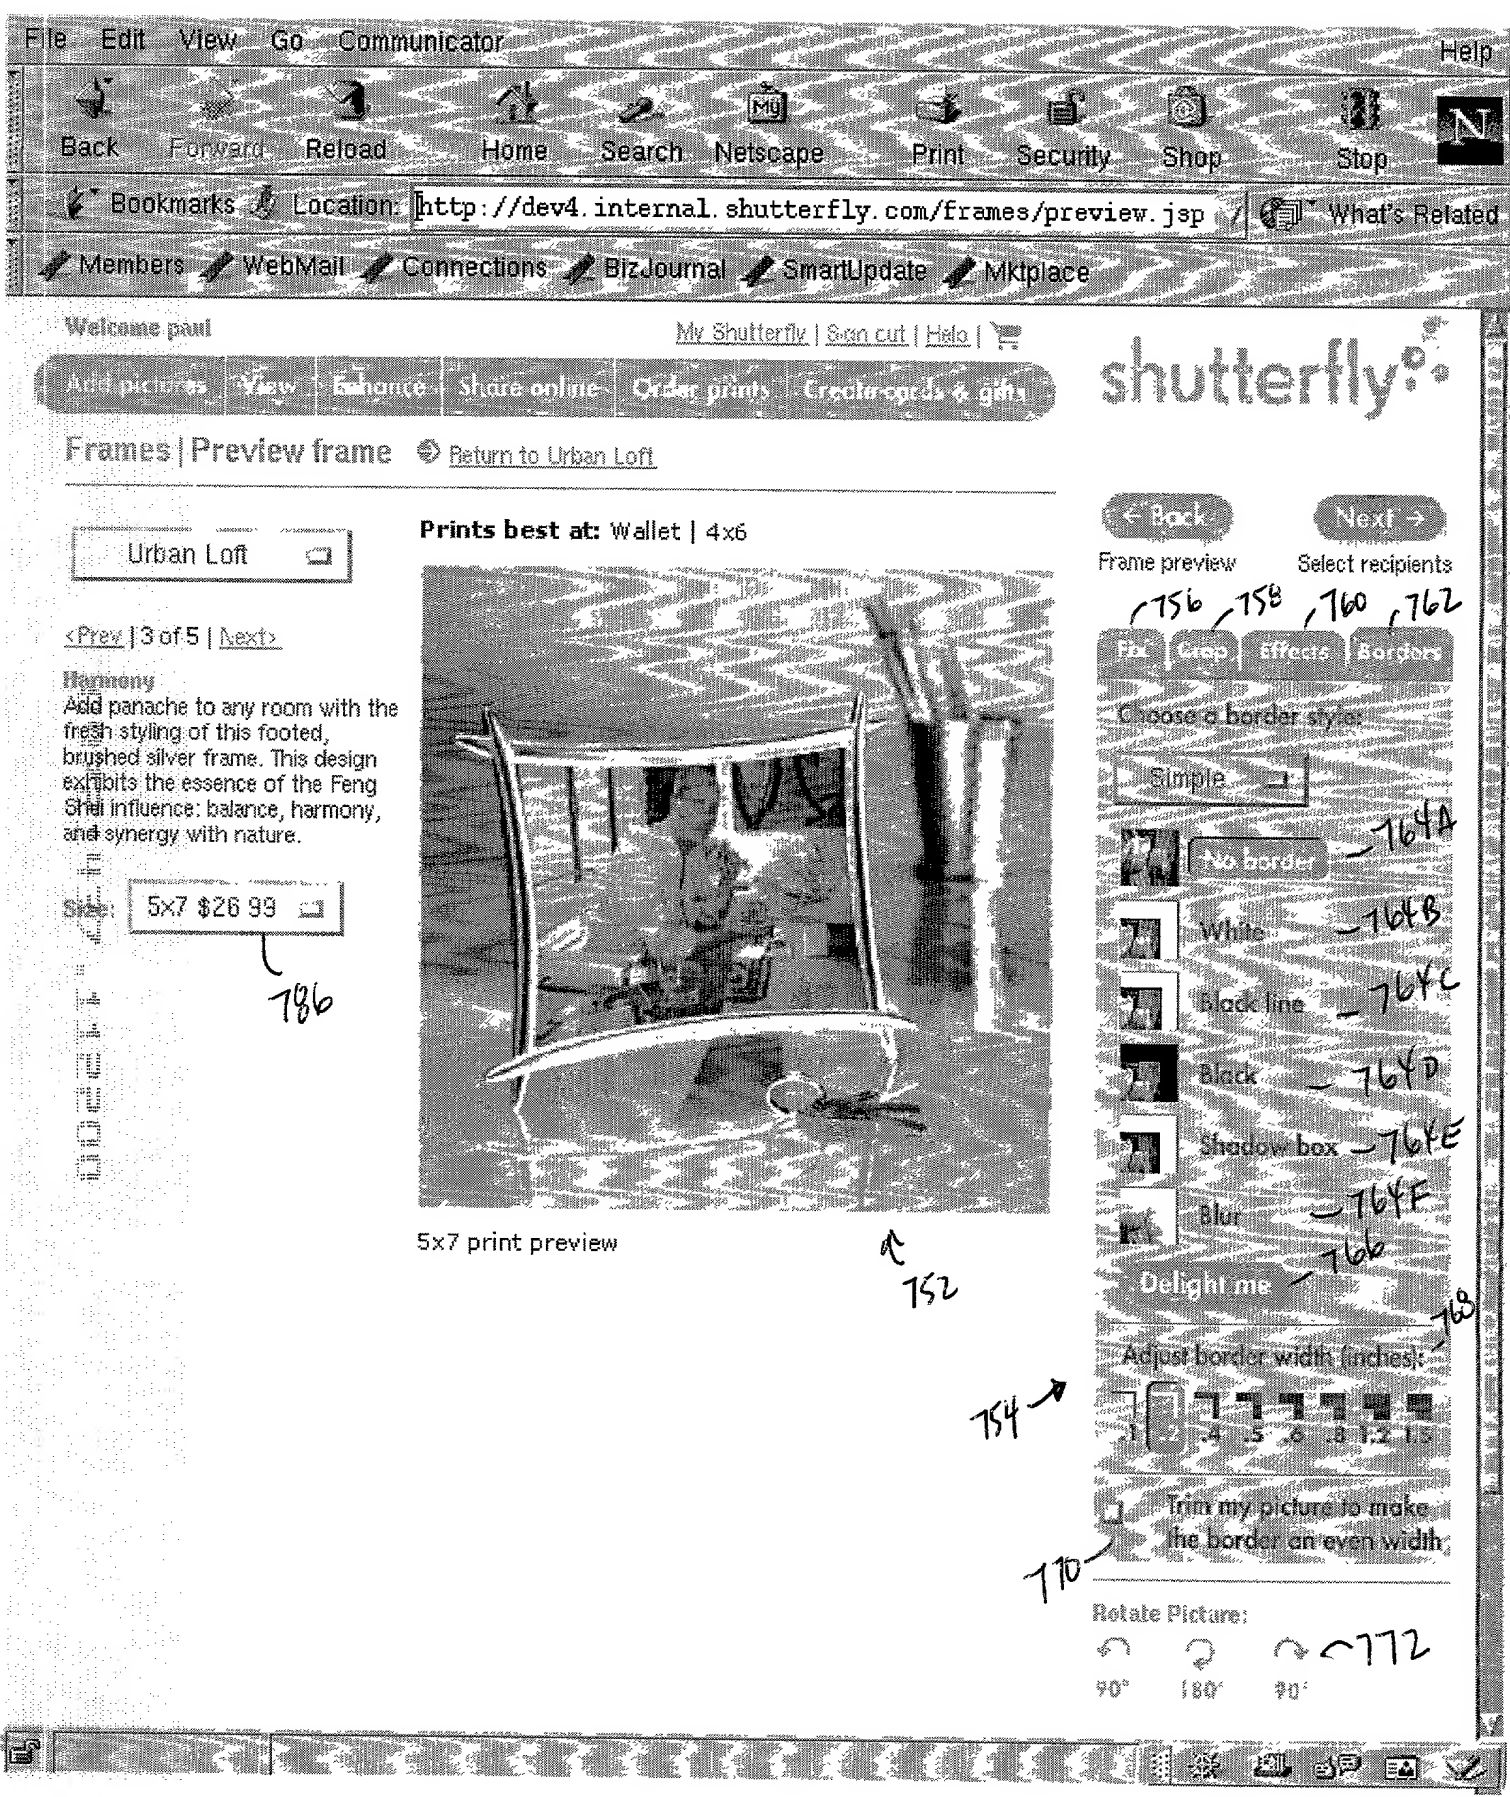 File Edit View Go Communicator Help
Back Forward Reload Home Search Netscape Print Security Shop Stop
My
N
Bookmarks Location: http://dev4.internal.shutterfly.com/frames/preview.jsp What's Related
Members WebMail Connections BizJournal SmartUpdate Mktplace
Welcome paul
My Shutterfly | Sign out | Help |
shutterfly
Add pictures View Enhance Share online Order prints Create cards & gifts
Frames | Preview frame Return to Urban Loft
← Back Next →
Frame preview Select recipients
Urban Loft
Prints best at: Wallet | 4x6
<Prev | 3 of 5 | Next>
Harmony
Add panache to any room with the
fresh styling of this footed,
brushed silver frame. This design
exhibits the essence of the Feng
Shui influence: balance, harmony,
and synergy with nature.
Size: 5x7 $26 99
786
5x7 print preview
752
756 758 760 762
Fix Crop Effects Borders
Choose a border style:
Simple
No border 764A
White 764B
Black line 764C
Black 764D
Shadow box 764E
Blur 764F
Delight me 766
768
Adjust border width (inches):
754
.1 .2 .4 .5 .6 .8 1.2 1.5
Trim my picture to make
the border an even width
770
Rotate Picture:
772
90° 180° 90°